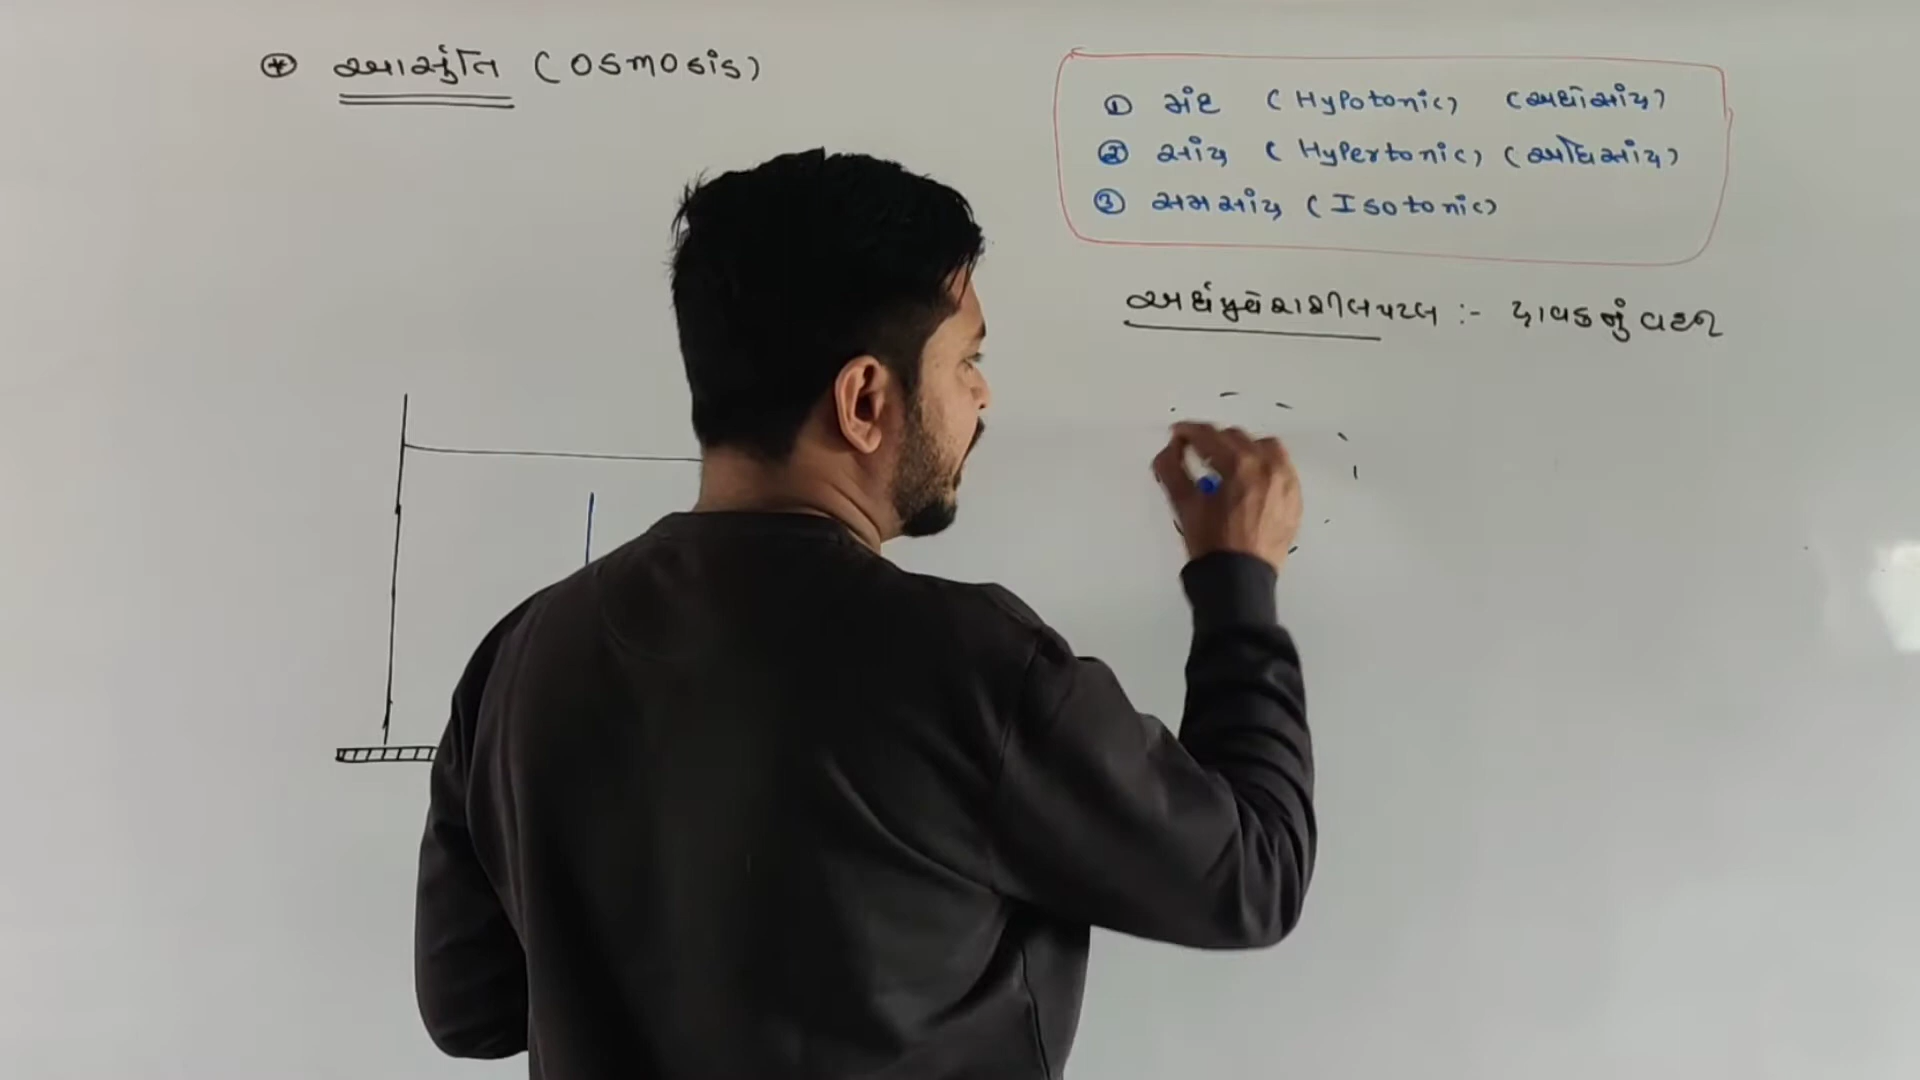 ⊛ આસૃતિ (Osmosis)
① મંદ (Hypotonic) (અધોસાંદ્ર)
② સાંદ્ર (Hypertonic) (અધિસાંદ્ર)
③ સમસાંદ્ર (Isotonic)
અર્ધપ્રવેશશીલપટલ :- દ્રાવકનું વહન